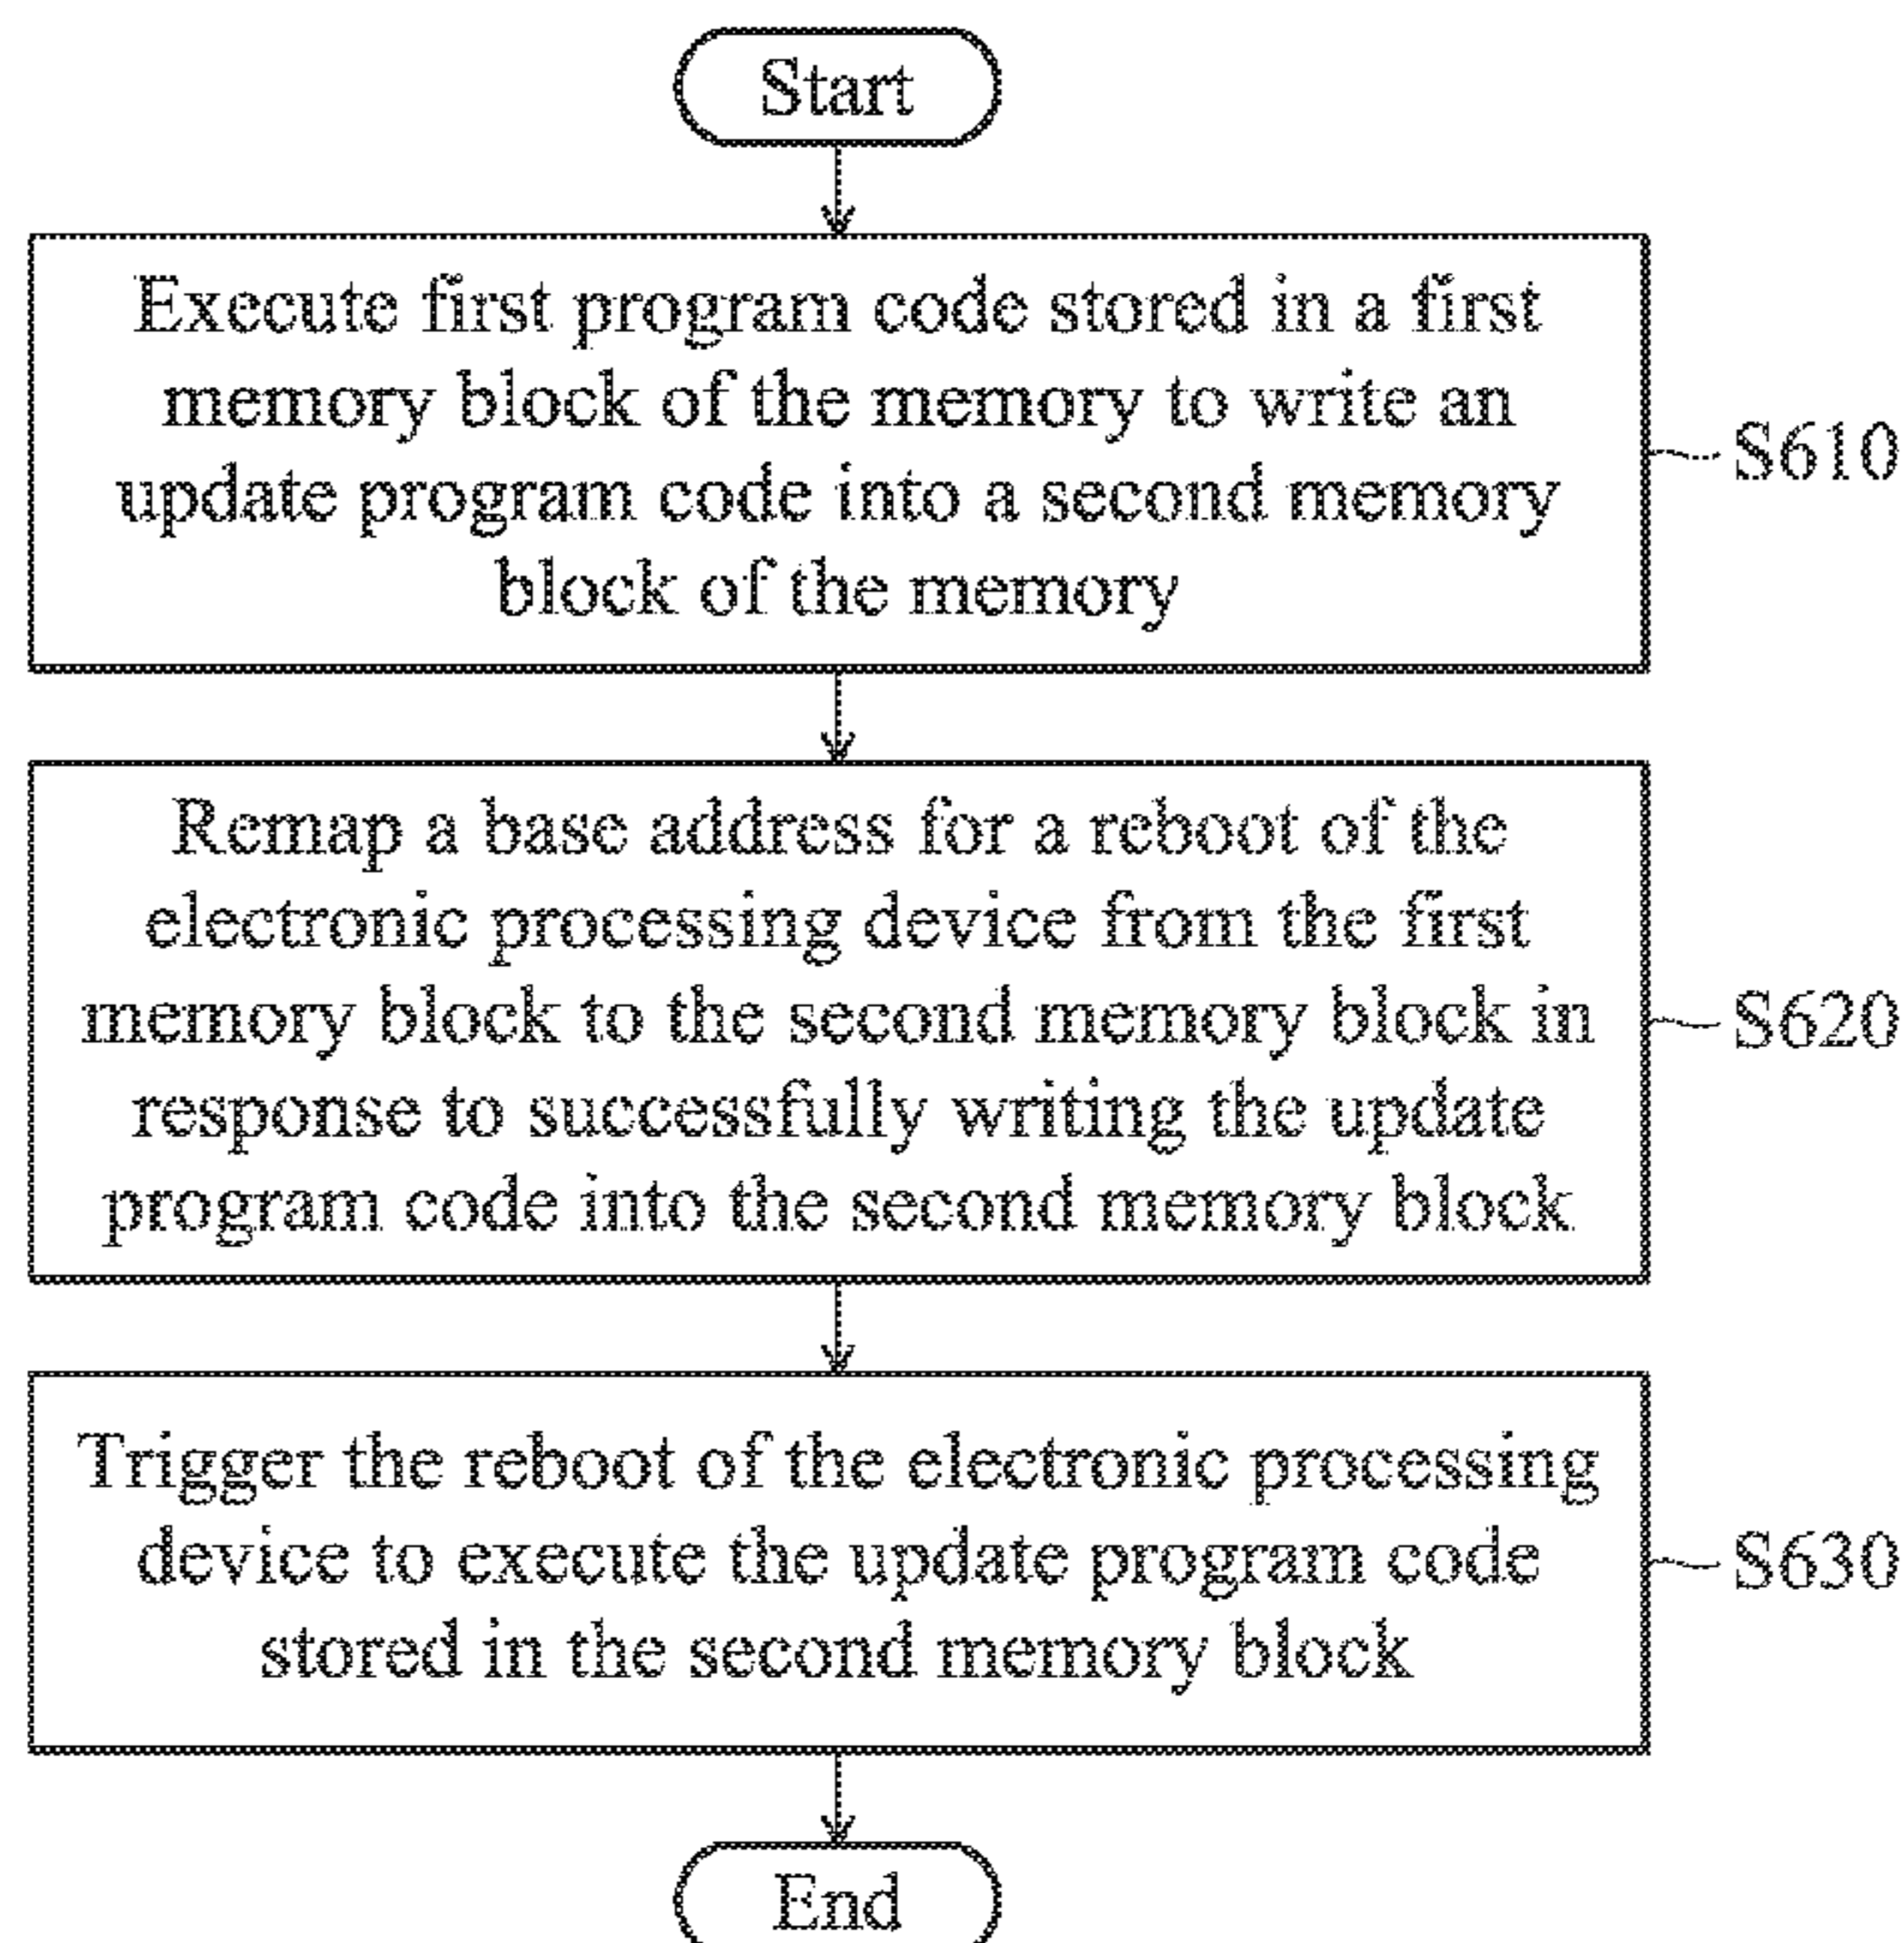 Start
Execute first program code stored in a first
memory block of the memory to write an
update program code into a second memory
block of the memory
S610
Remap a base address for a reboot of the
electronic processing device from the first
memory block to the second memory block in
response to successfully writing the update
program code into the second memory block
S620
Trigger the reboot of the electronic processing
device to execute the update program code
stored in the second memory block
S630
End